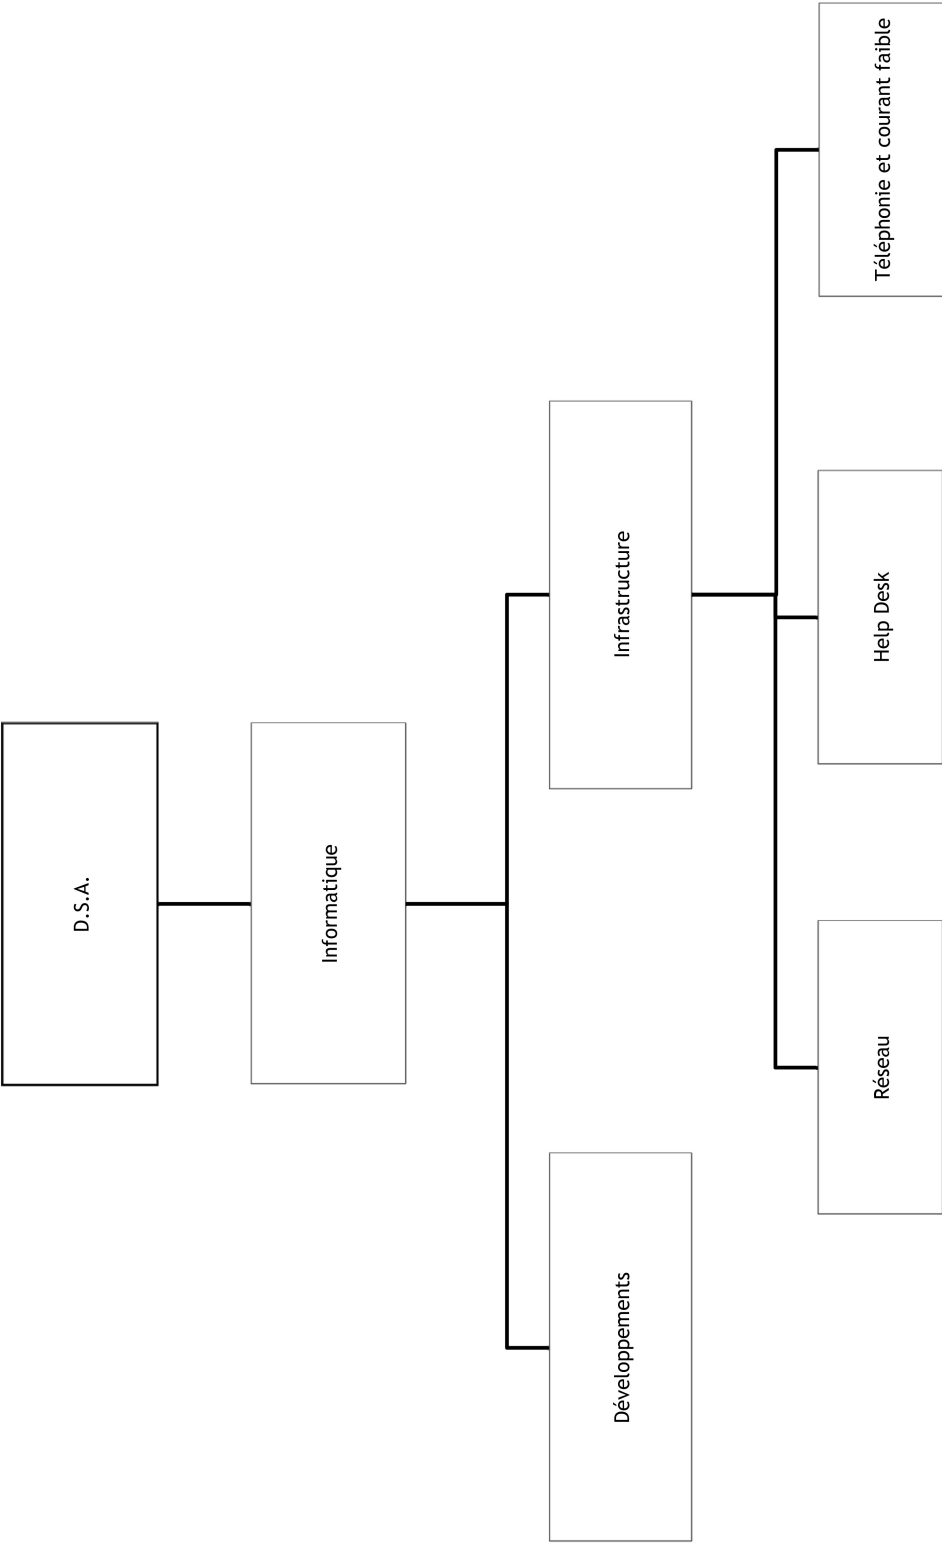 D.S.A.
Informatique
Développements
Infrastructure
Réseau
Help Desk
Téléphonie et courant faible